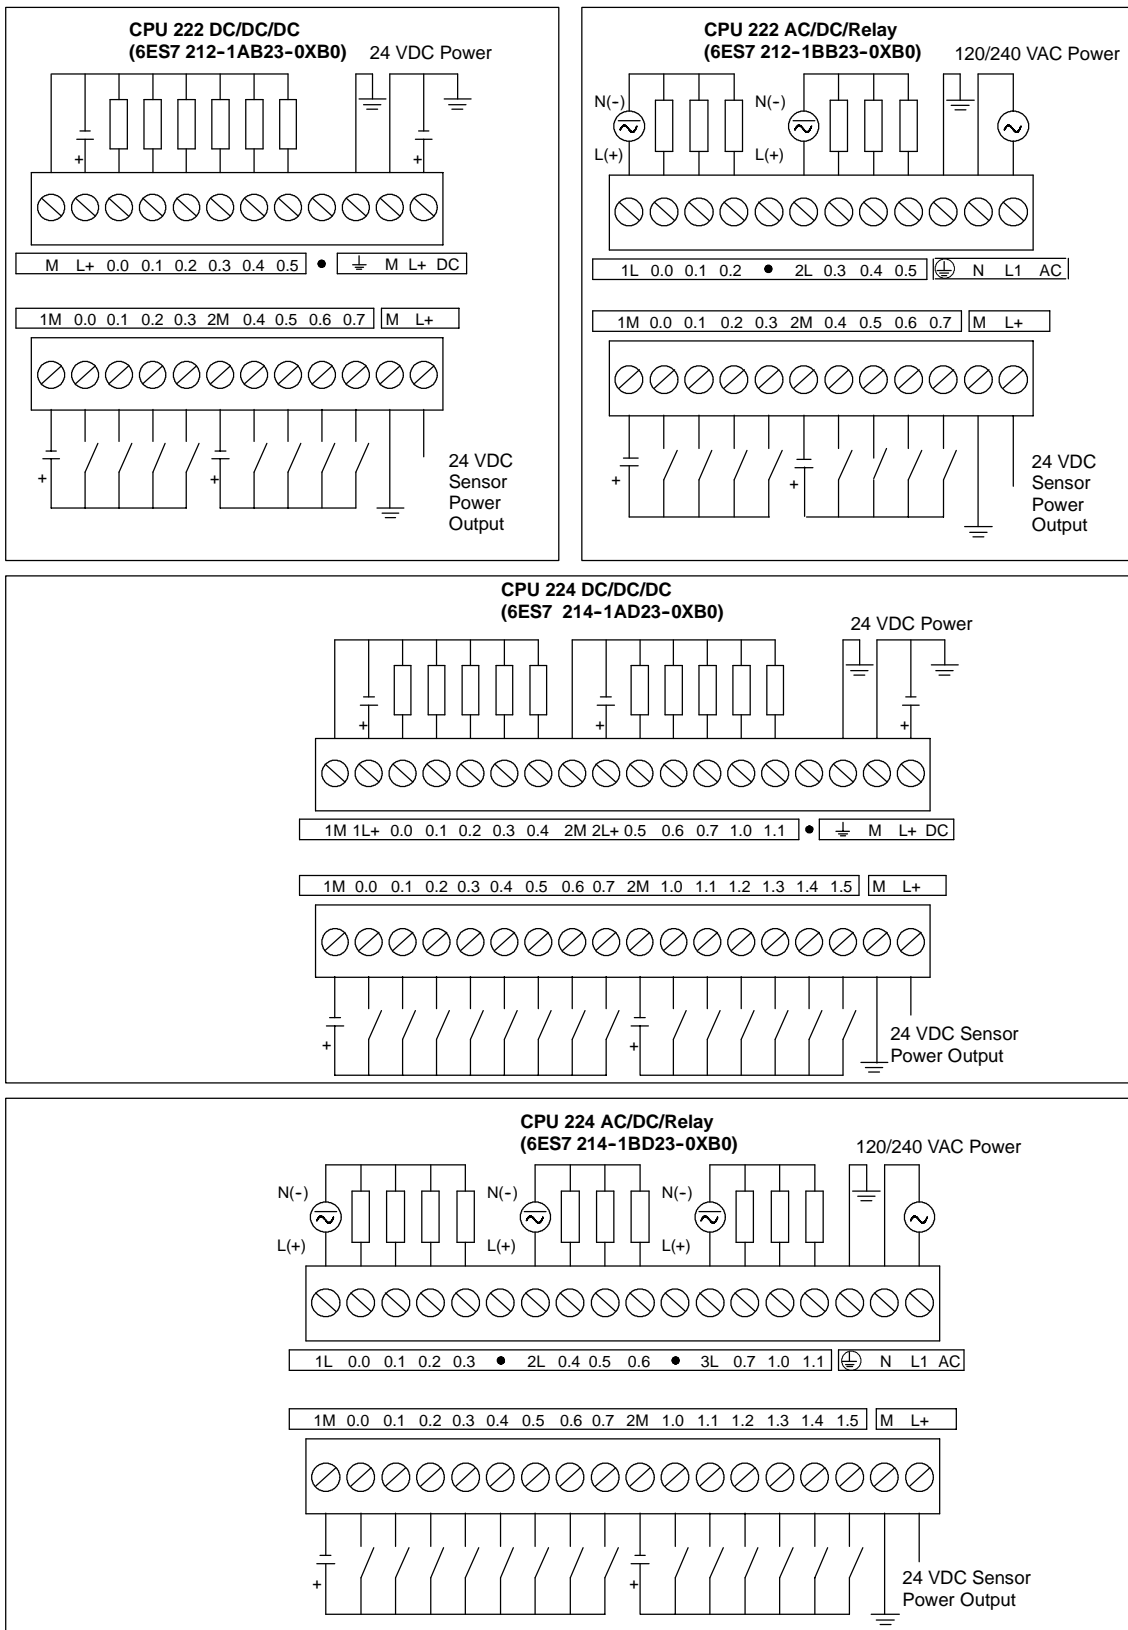 CPU 222 DC/DC/DC
(6ES7 212-1AB23-0XB0)
24 VDC Power
+
+
M L+ 0.0 0.1 0.2 0.3 0.4 0.5 • ⏚ M L+ DC
1M 0.0 0.1 0.2 0.3 2M 0.4 0.5 0.6 0.7 M L+
+
+
24 VDC
Sensor
Power
Output
CPU 222 AC/DC/Relay
(6ES7 212-1BB23-0XB0)
120/240 VAC Power
N(-)
N(-)
L(+)
L(+)
1L 0.0 0.1 0.2 • 2L 0.3 0.4 0.5 ⏚ N L1 AC
1M 0.0 0.1 0.2 0.3 2M 0.4 0.5 0.6 0.7 M L+
+
+
24 VDC
Sensor
Power
Output
CPU 224 DC/DC/DC
(6ES7 214-1AD23-0XB0)
24 VDC Power
+
+
+
1M 1L+ 0.0 0.1 0.2 0.3 0.4 2M 2L+ 0.5 0.6 0.7 1.0 1.1 • ⏚ M L+ DC
1M 0.0 0.1 0.2 0.3 0.4 0.5 0.6 0.7 2M 1.0 1.1 1.2 1.3 1.4 1.5 M L+
+
+
24 VDC Sensor
Power Output
CPU 224 AC/DC/Relay
(6ES7 214-1BD23-0XB0)
120/240 VAC Power
N(-)
N(-)
N(-)
L(+)
L(+)
L(+)
1L 0.0 0.1 0.2 0.3 • 2L 0.4 0.5 0.6 • 3L 0.7 1.0 1.1 ⏚ N L1 AC
1M 0.0 0.1 0.2 0.3 0.4 0.5 0.6 0.7 2M 1.0 1.1 1.2 1.3 1.4 1.5 M L+
+
+
24 VDC Sensor
Power Output